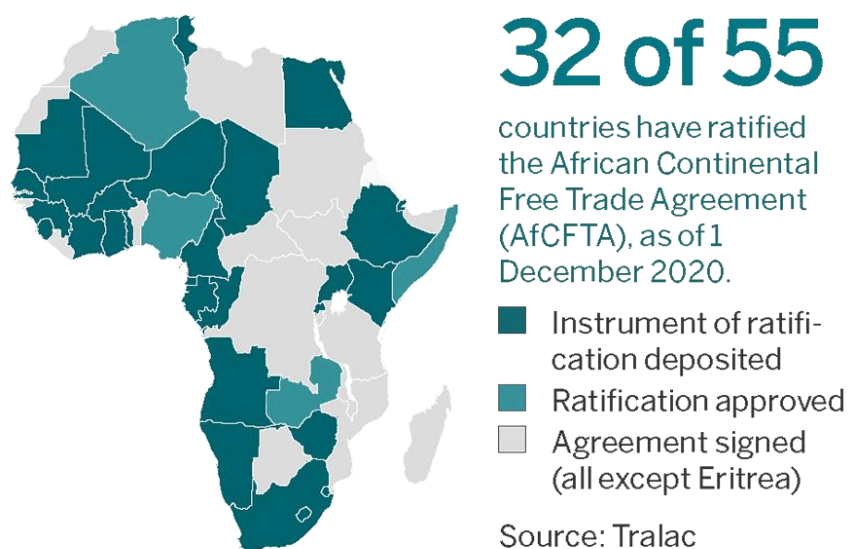 32 of 55
countries have ratified
the African Continental
Free Trade Agreement
(AfCFTA), as of 1
December 2020.
Instrument of ratifi-
cation deposited
Ratification approved
Agreement signed
(all except Eritrea)
Source: Tralac